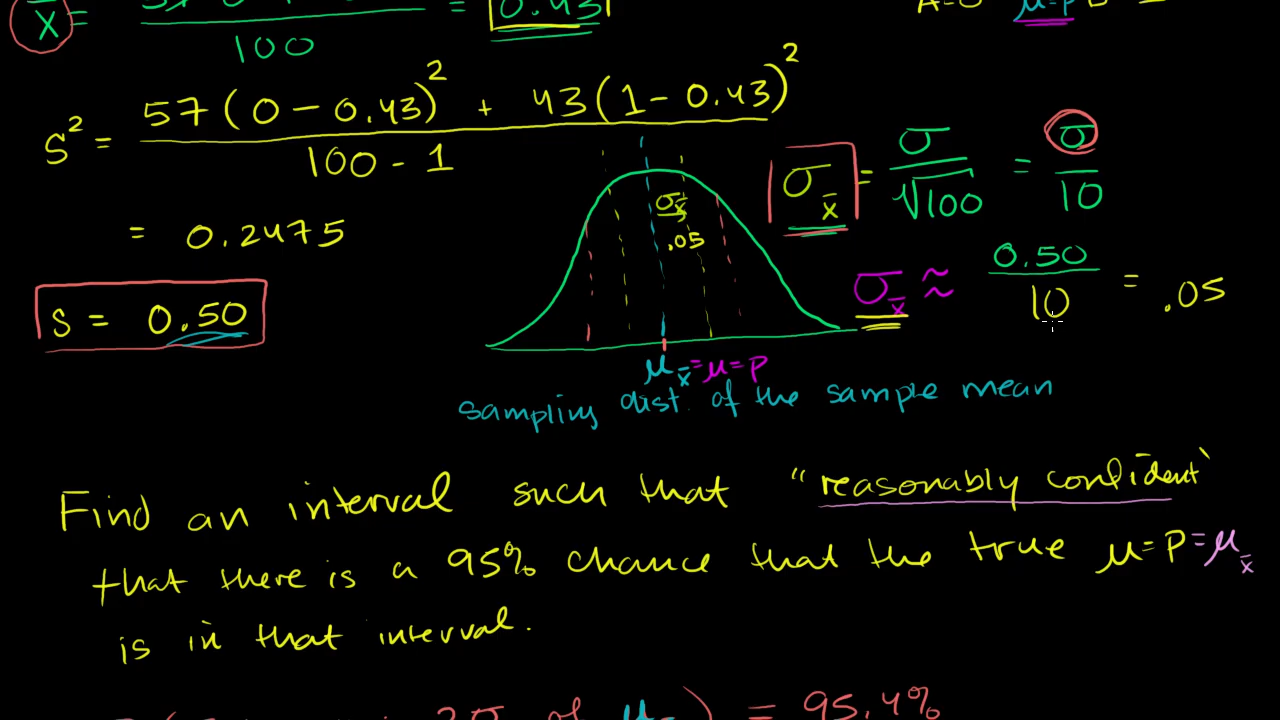 x̄ = 100 = 0.43
μ=p
S² = 57(0 − 0.43)² + 43(1 − 0.43)²
100 - 1
= 0.2475
S = 0.50
σx̄ .05
σx̄ = σ/√100 = σ/10
σx̄ ≈ 0.50/10 = .05
μx̄ = μ = p
sampling dist. of the sample mean
Find an interval such that "reasonably confident"
that there is a 95% chance that the true μ = p = μx̄
is in that interval.
2σ of μ ) = 95.4%